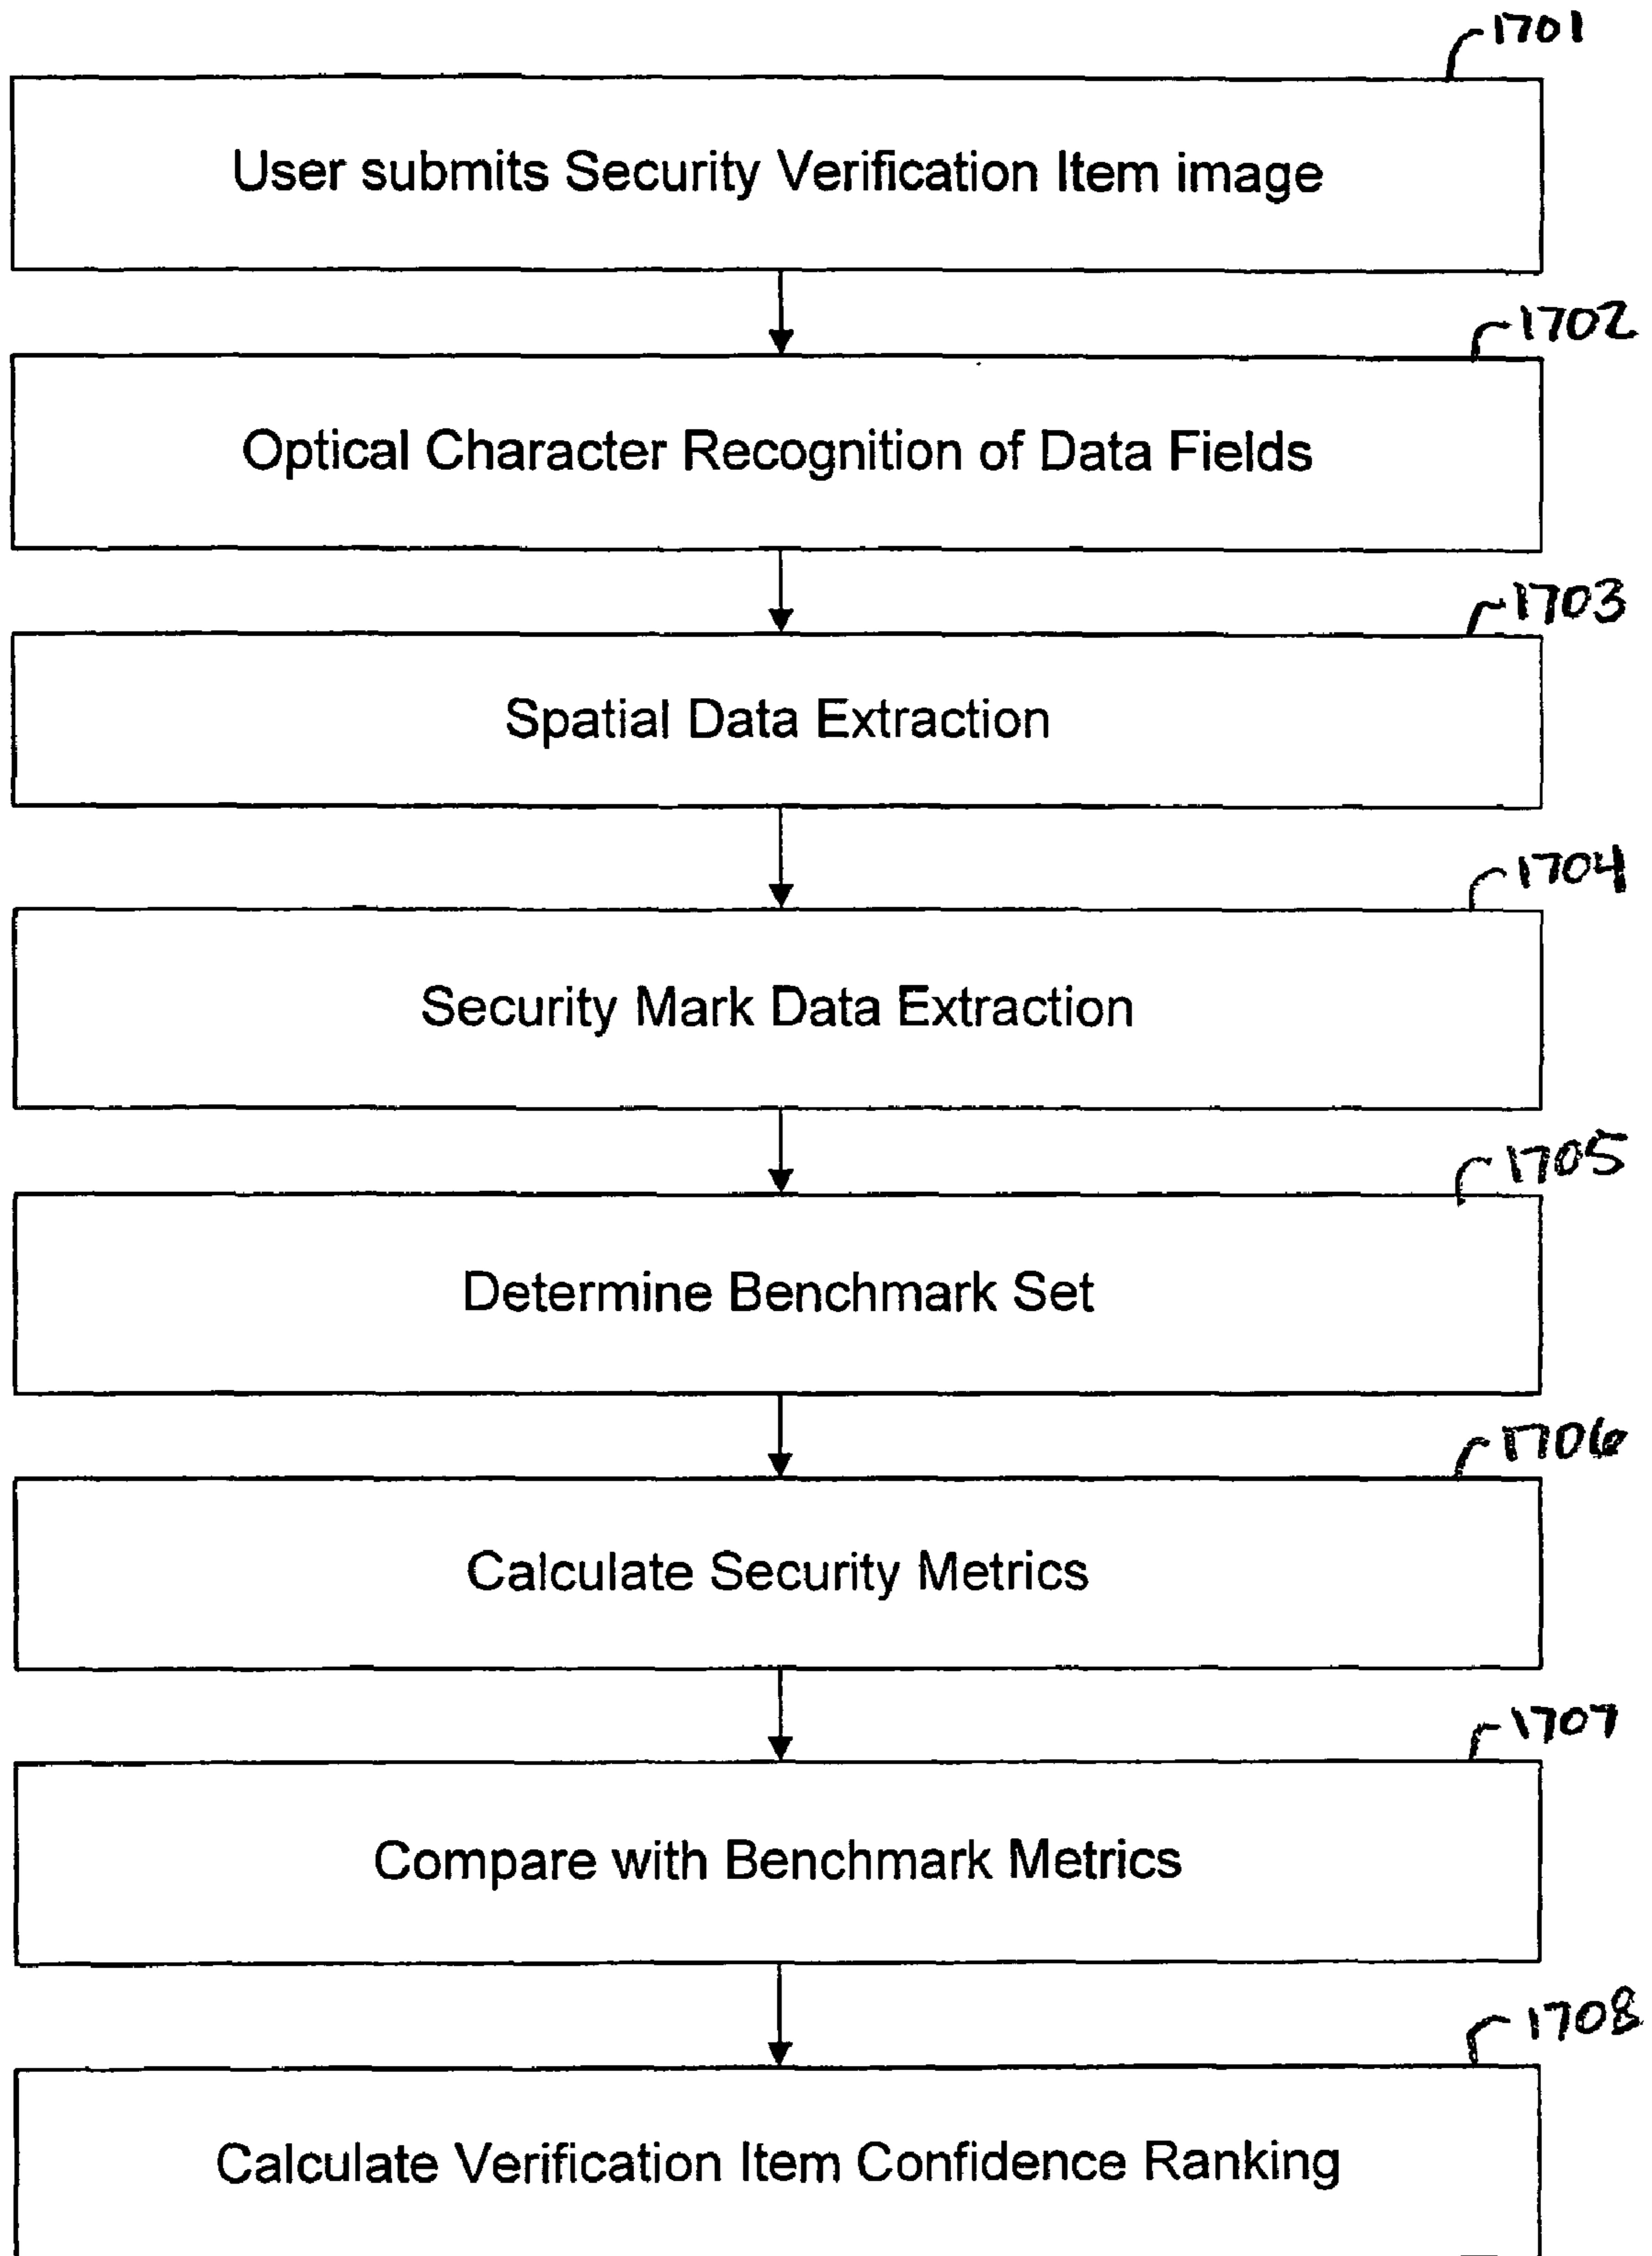 1701
User submits Security Verification Item image
1702
Optical Character Recognition of Data Fields
1703
Spatial Data Extraction
1704
Security Mark Data Extraction
1705
Determine Benchmark Set
1706
Calculate Security Metrics
1707
Compare with Benchmark Metrics
1708
Calculate Verification Item Confidence Ranking